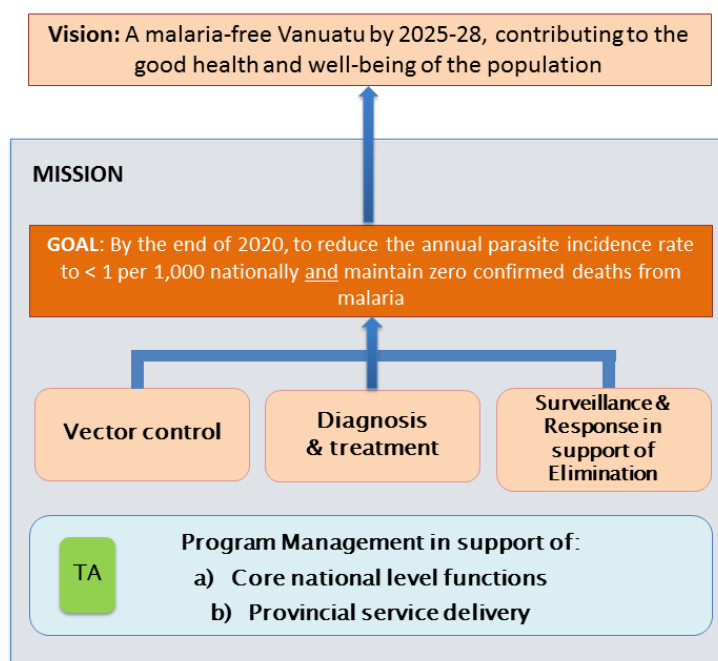 Vision: A malaria-free Vanuatu by 2025-28, contributing to the
good health and well-being of the population
MISSION
GOAL: By the end of 2020, to reduce the annual parasite incidence rate
to < 1 per 1,000 nationally and maintain zero confirmed deaths from
malaria
Vector control
Diagnosis
& treatment
Surveillance &
Response in
support of
Elimination
TA
Program Management in support of:
a) Core national level functions
b) Provincial service delivery